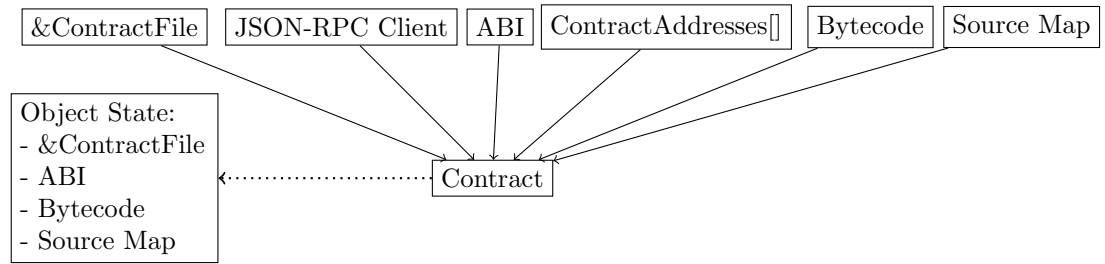 &ContractFile
JSON-RPC Client
ABI
ContractAddresses[]
Bytecode
Source Map
Object State:
- &ContractFile
- ABI
- Bytecode
- Source Map
Contract